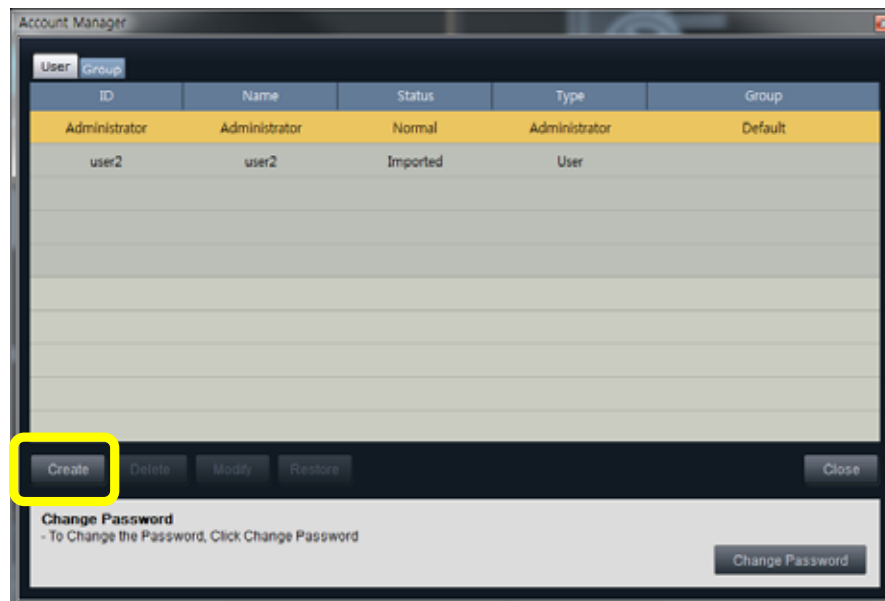 Account Manager
User Group
ID Name Status Type Group
Administrator Administrator Normal Administrator Default
user2 user2 Imported User
Create Delete Modify Restore Close
Change Password
- To Change the Password, Click Change Password
Change Password